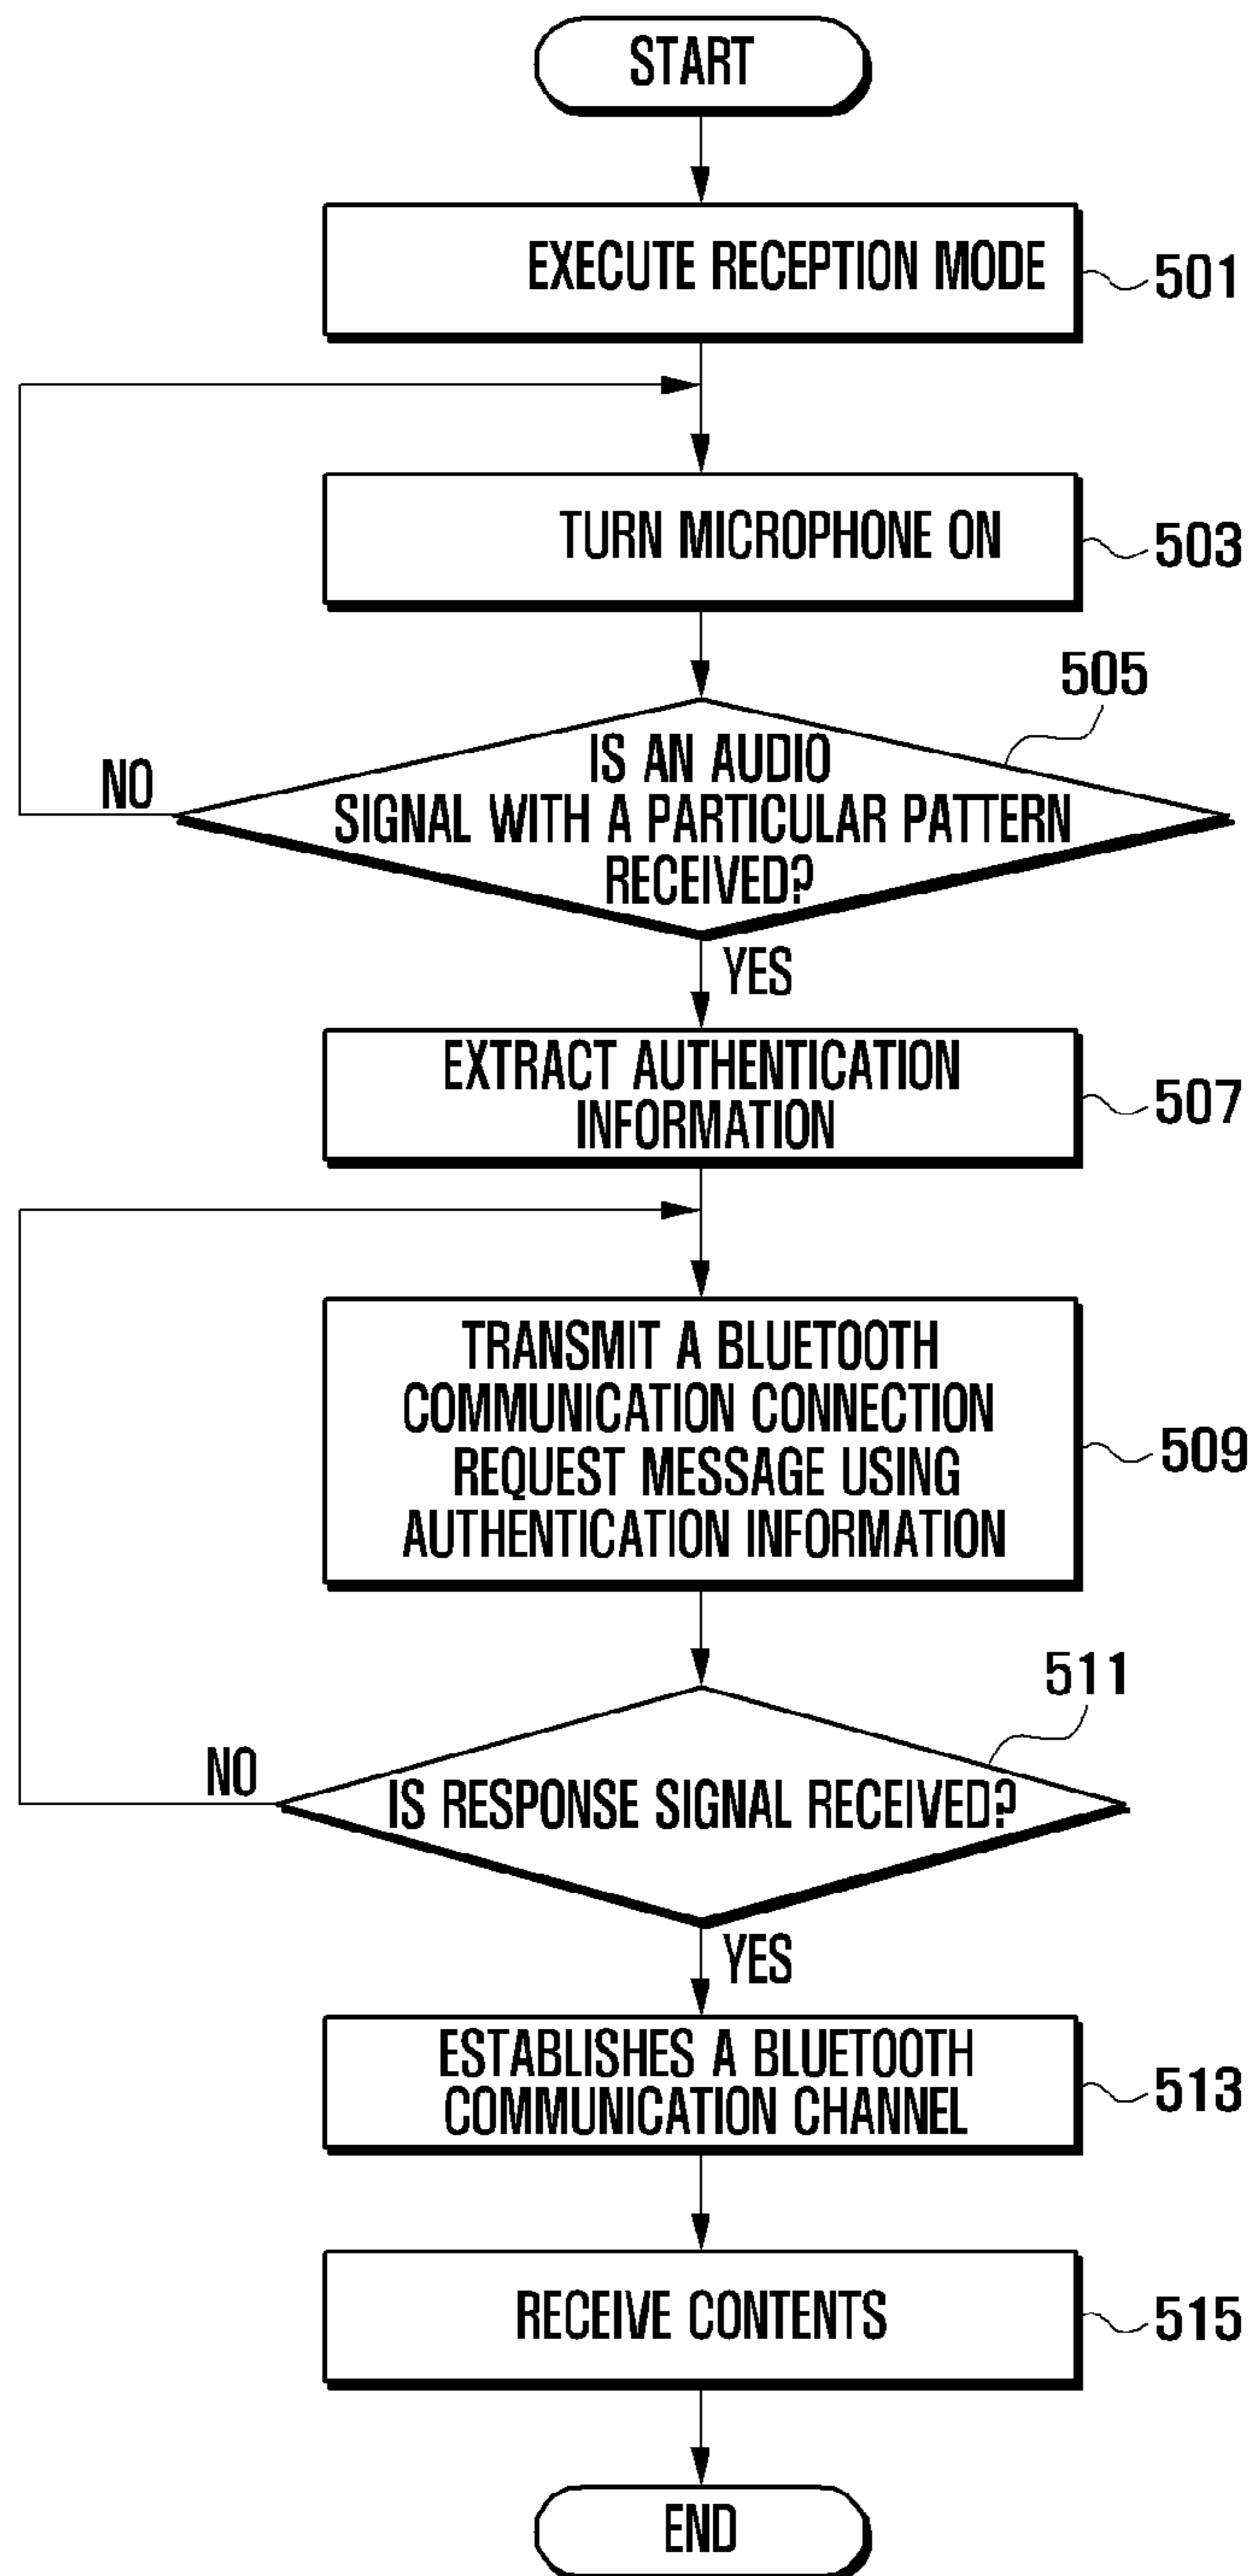 START
EXECUTE RECEPTION MODE
501
TURN MICROPHONE ON
503
505
IS AN AUDIO
SIGNAL WITH A PARTICULAR PATTERN
RECEIVED?
NO
YES
EXTRACT AUTHENTICATION
INFORMATION
507
TRANSMIT A BLUETOOTH
COMMUNICATION CONNECTION
REQUEST MESSAGE USING
AUTHENTICATION INFORMATION
509
511
IS RESPONSE SIGNAL RECEIVED?
NO
YES
ESTABLISHES A BLUETOOTH
COMMUNICATION CHANNEL
513
RECEIVE CONTENTS
515
END